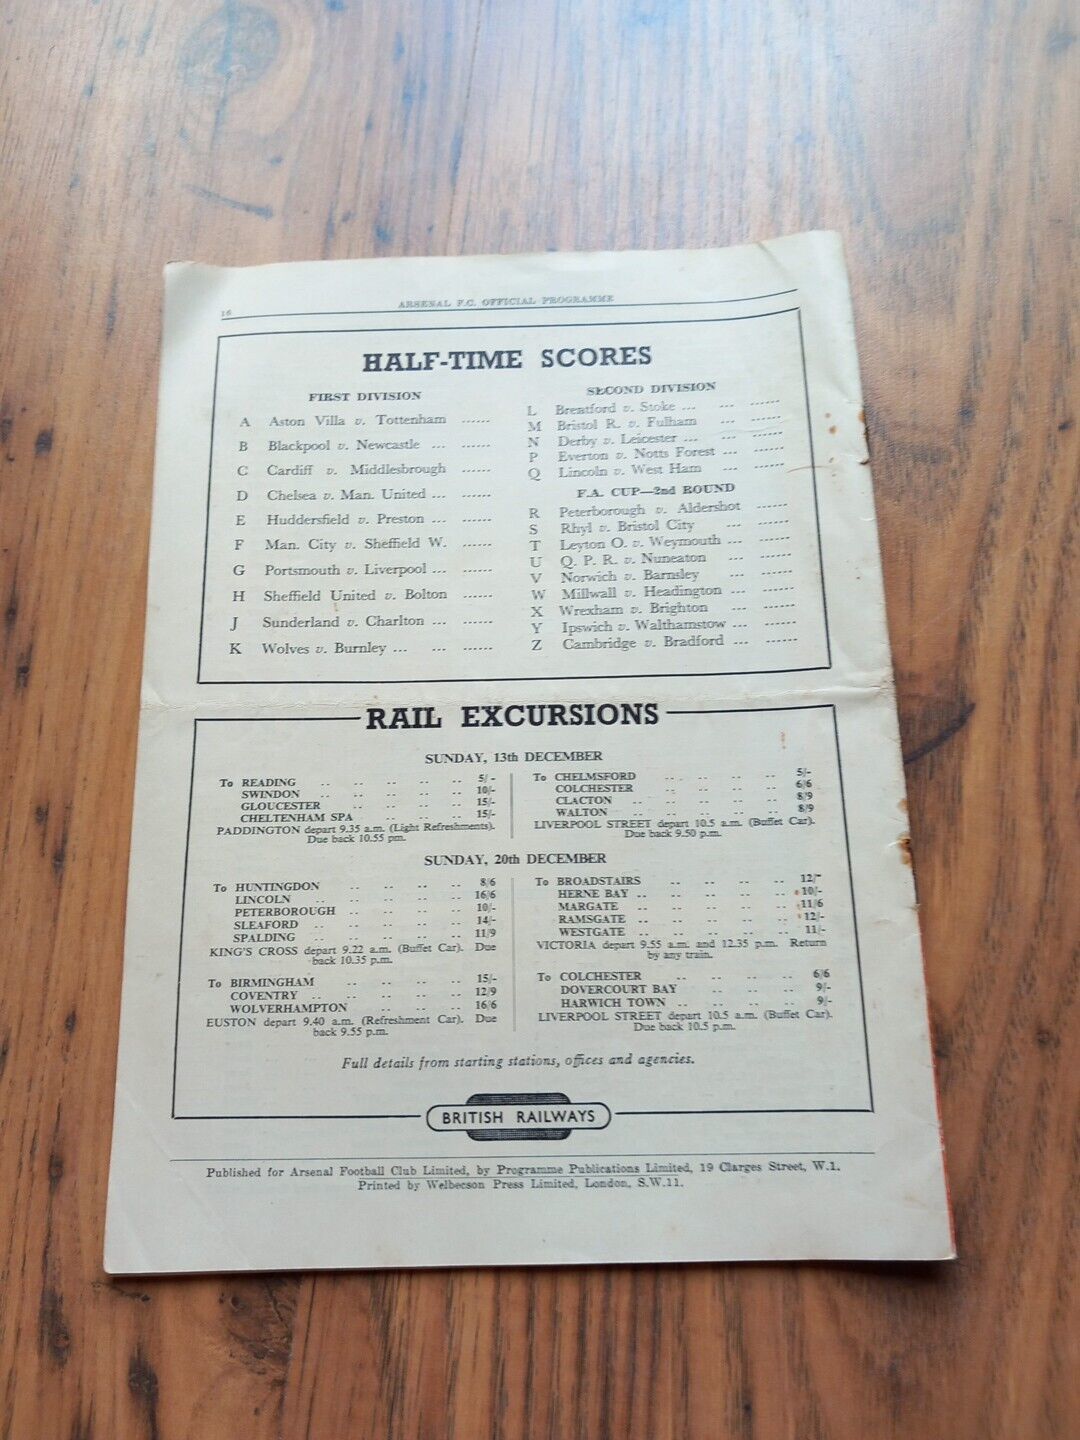 16
ARSENAL F.C. OFFICIAL PROGRAMME
HALF-TIME SCORES
FIRST DIVISION
A Aston Villa v. Tottenham ......
B Blackpool v. Newcastle ... ......
C Cardiff v. Middlesbrough ......
D Chelsea v. Man. United ... ......
E Huddersfield v. Preston ... ......
F Man. City v. Sheffield W. ......
G Portsmouth v. Liverpool ... ......
H Sheffield United v. Bolton ......
J Sunderland v. Charlton ... ......
K Wolves v. Burnley ... ... ......
SECOND DIVISION
L Brentford v. Stoke ... ... ......
M Bristol R. v. Fulham ... ......
N Derby v. Leicester ... ... ......
P Everton v. Notts Forest ... ......
Q Lincoln v. West Ham ... ......
F.A. CUP—2nd ROUND
R Peterborough v. Aldershot ......
S Rhyl v. Bristol City ... ......
T Leyton O. v. Weymouth ... ......
U Q. P. R. v. Nuneaton ... ......
V Norwich v. Barnsley ... ......
W Millwall v. Headington ... ......
X Wrexham v. Brighton ... ......
Y Ipswich v. Walthamstow ... ......
Z Cambridge v. Bradford ... ......
RAIL EXCURSIONS
SUNDAY, 13th DECEMBER
To READING .. .. .. .. 5/-
SWINDON .. .. .. .. 10/-
GLOUCESTER .. .. .. .. 15/-
CHELTENHAM SPA .. .. .. 15/-
PADDINGTON depart 9.35 a.m. (Light Refreshments).
Due back 10.55 pm.
To CHELMSFORD .. .. .. .. 5/-
COLCHESTER .. .. .. .. 6/6
CLACTON .. .. .. .. 8/9
WALTON .. .. .. .. 8/9
LIVERPOOL STREET depart 10.5 a.m. (Buffet Car).
Due back 9.50 p.m.
SUNDAY, 20th DECEMBER
To HUNTINGDON .. .. .. .. 8/6
LINCOLN .. .. .. .. 16/6
PETERBOROUGH .. .. .. .. 10/-
SLEAFORD .. .. .. .. 14/-
SPALDING .. .. .. .. 11/9
KING'S CROSS depart 9.22 a.m. (Buffet Car). Due
back 10.35 p.m.
To BIRMINGHAM .. .. .. .. 15/-
COVENTRY .. .. .. .. 12/9
WOLVERHAMPTON .. .. .. 16/6
EUSTON depart 9.40 a.m. (Refreshment Car). Due
back 9.55 p.m.
To BROADSTAIRS .. .. .. .. 12/-
HERNE BAY .. .. .. .. 10/-
MARGATE .. .. .. .. 11/6
RAMSGATE .. .. .. .. 12/-
WESTGATE .. .. .. .. 11/-
VICTORIA depart 9.55 a.m. and 12.35 p.m. Return
by any train.
To COLCHESTER .. .. .. .. 6/6
DOVERCOURT BAY .. .. .. 9/-
HARWICH TOWN .. .. .. .. 9/-
LIVERPOOL STREET depart 10.5 a.m. (Buffet Car).
Due back 10.5 p.m.
Full details from starting stations, offices and agencies.
BRITISH RAILWAYS
Published for Arsenal Football Club Limited, by Programme Publications Limited, 19 Clarges Street, W.1.
Printed by Welbecson Press Limited, London, S.W.11.